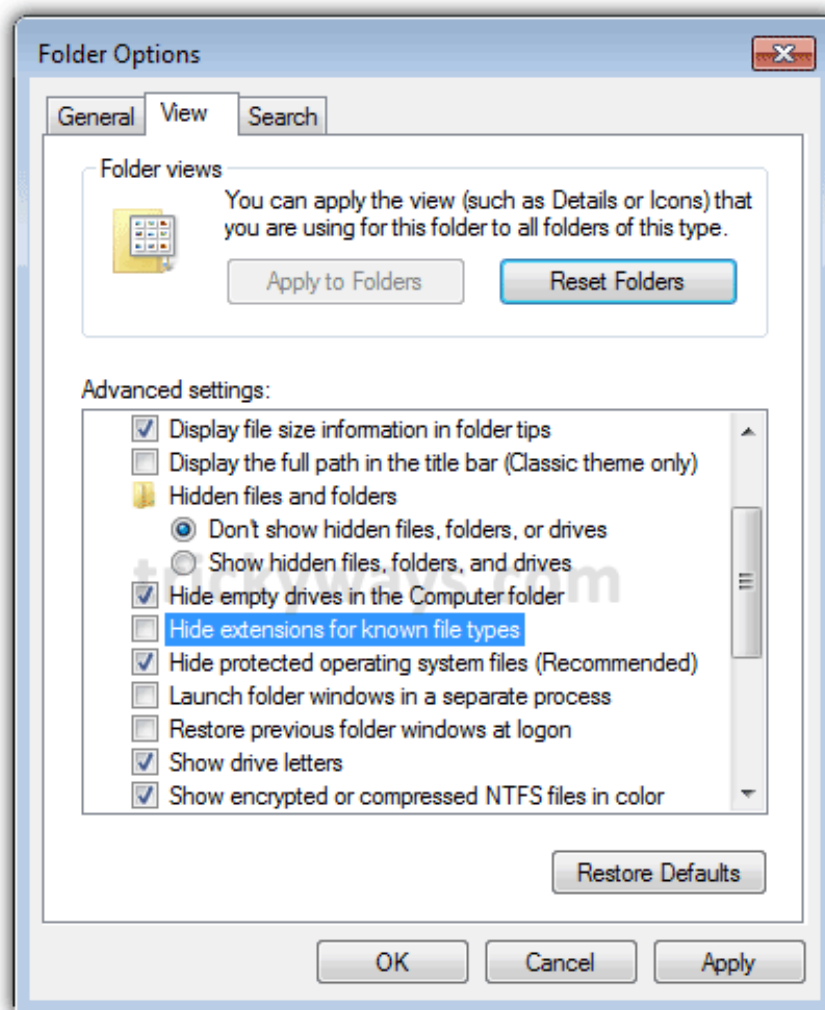 Folder Options
General
View
Search
Folder views
You can apply the view (such as Details or Icons) that
you are using for this folder to all folders of this type.
Apply to Folders
Reset Folders
Advanced settings:
Display file size information in folder tips
Display the full path in the title bar (Classic theme only)
Hidden files and folders
Don't show hidden files, folders, or drives
Show hidden files, folders, and drives
trickyways.com
Hide empty drives in the Computer folder
Hide extensions for known file types
Hide protected operating system files (Recommended)
Launch folder windows in a separate process
Restore previous folder windows at logon
Show drive letters
Show encrypted or compressed NTFS files in color
Restore Defaults
OK
Cancel
Apply